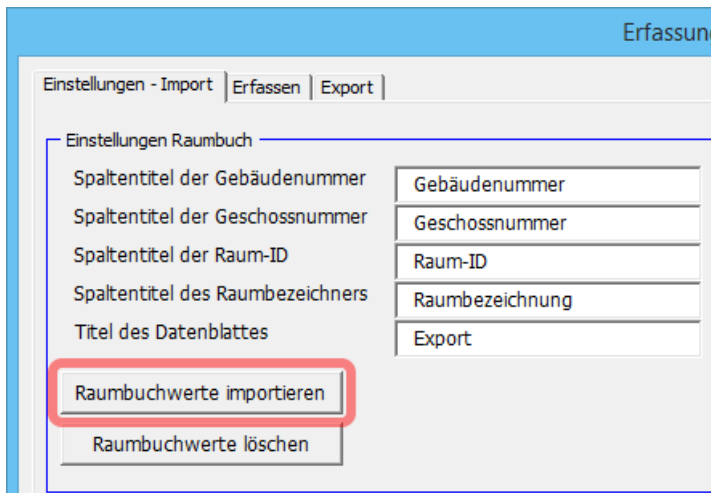 Erfassung
Einstellungen - Import Erfassen Export
Einstellungen Raumbuch
Spaltentitel der Gebäudenummer Gebäudenummer
Spaltentitel der Geschossnummer Geschossnummer
Spaltentitel der Raum-ID Raum-ID
Spaltentitel des Raumbezeichners Raumbezeichnung
Titel des Datenblattes Export
Raumbuchwerte importieren
Raumbuchwerte löschen